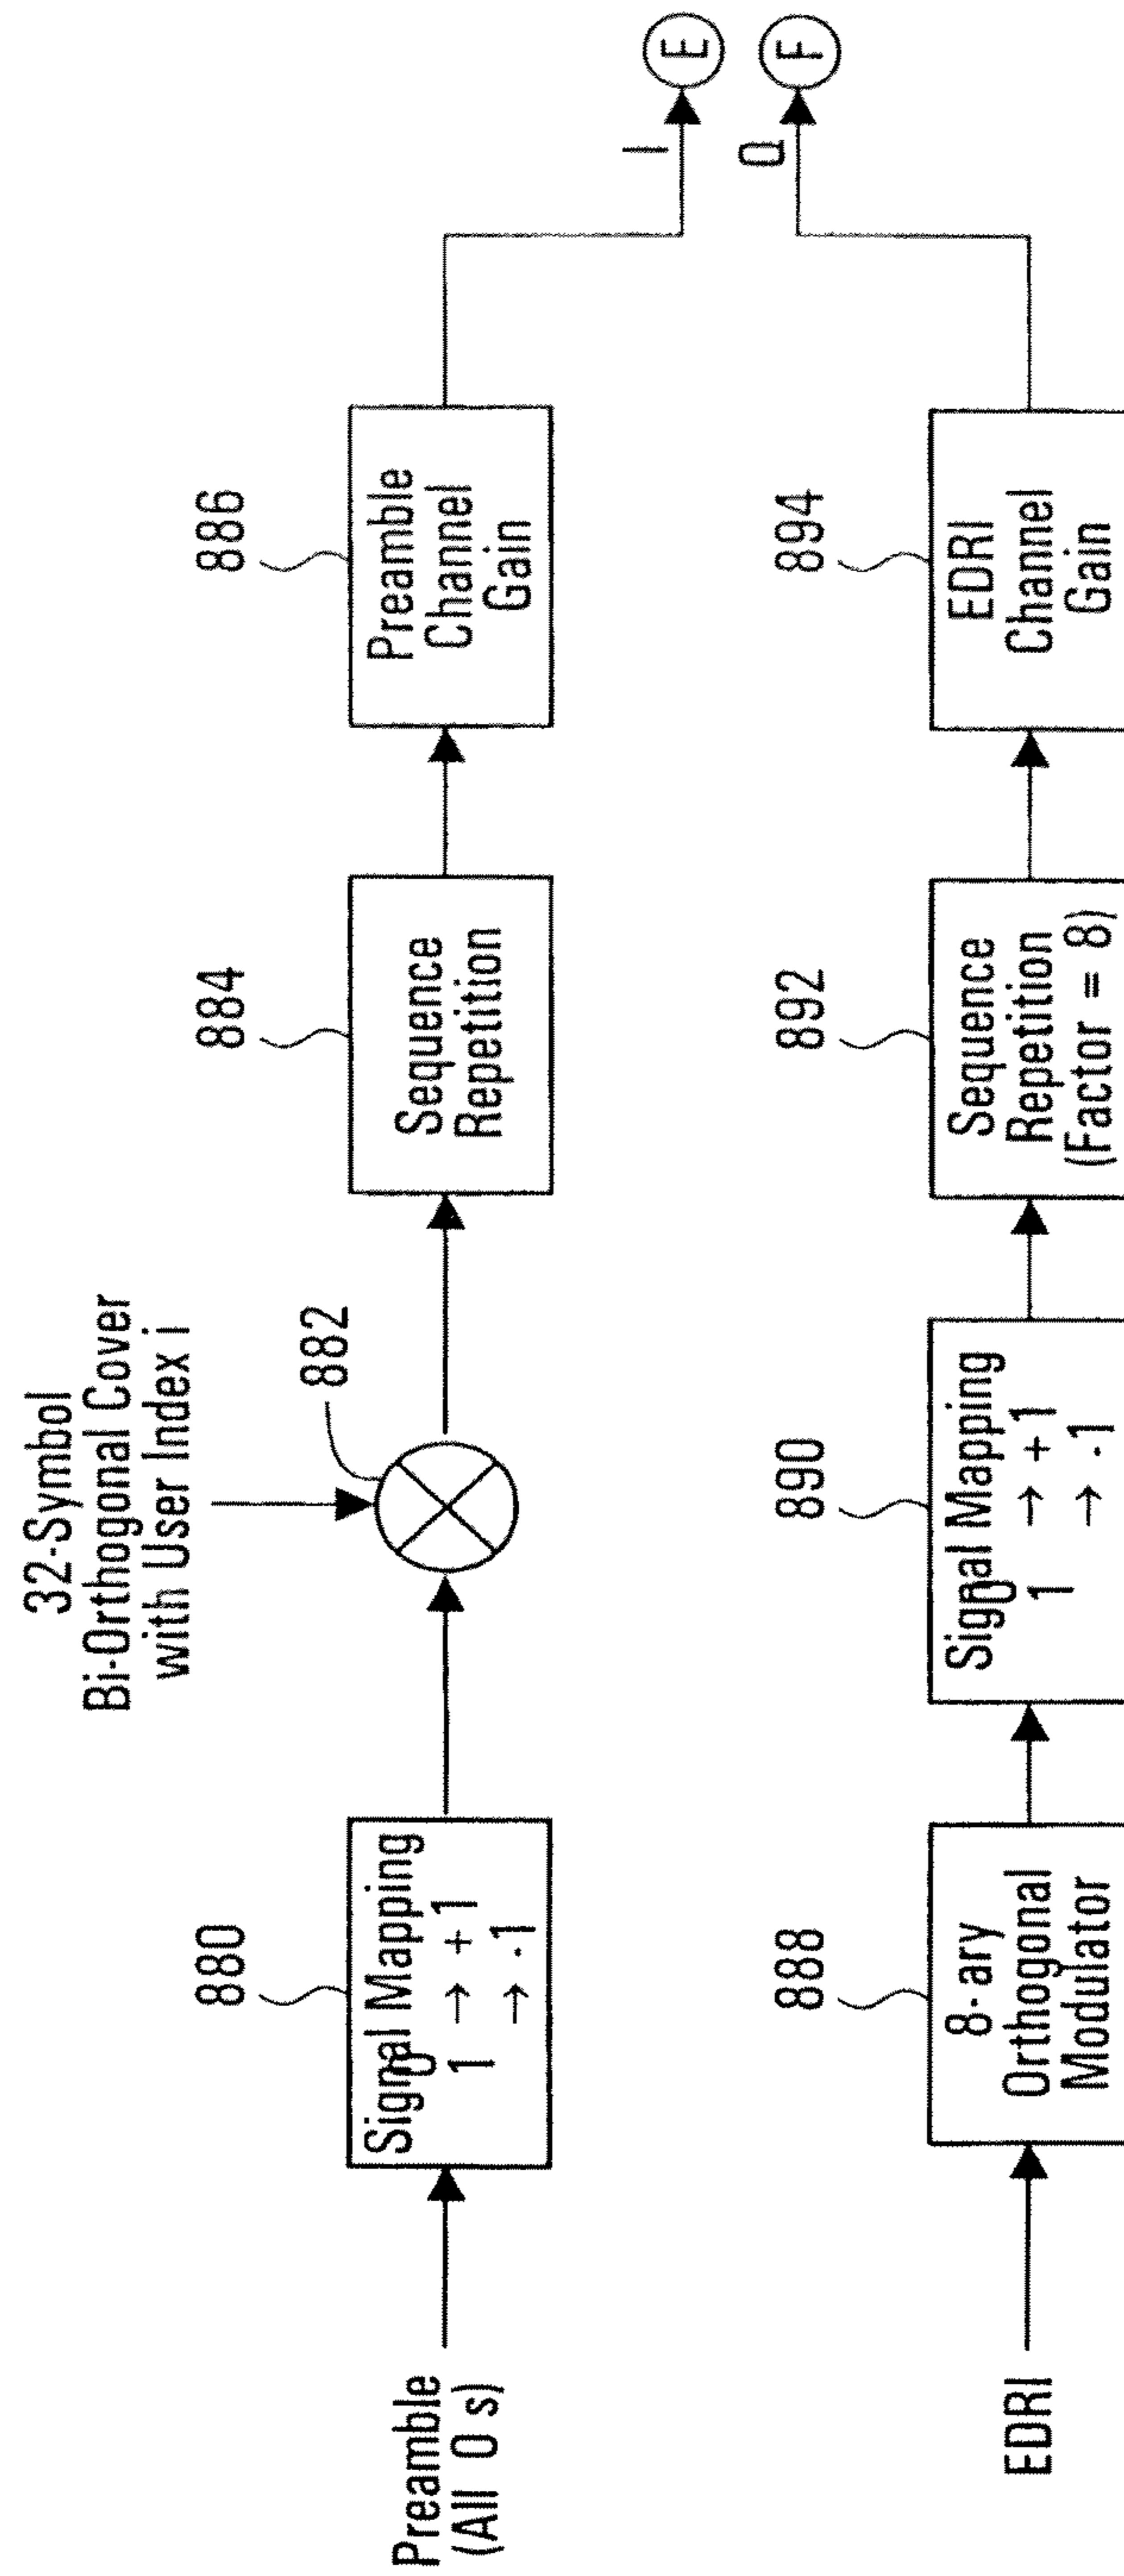 32-Symbol
Bi-Orthogonal Cover
with User Index i
880
882
884
886
Preamble
(All 0 s)
Signal Mapping
0 → +1
1 → -1
Sequence
Repetition
Preamble
Channel
Gain
I
E
888
890
892
894
EDRI
8-ary
Orthogonal
Modulator
Signal Mapping
0 → +1
1 → -1
Sequence
Repetition
(Factor = 8)
EDRI
Channel
Gain
Q
F